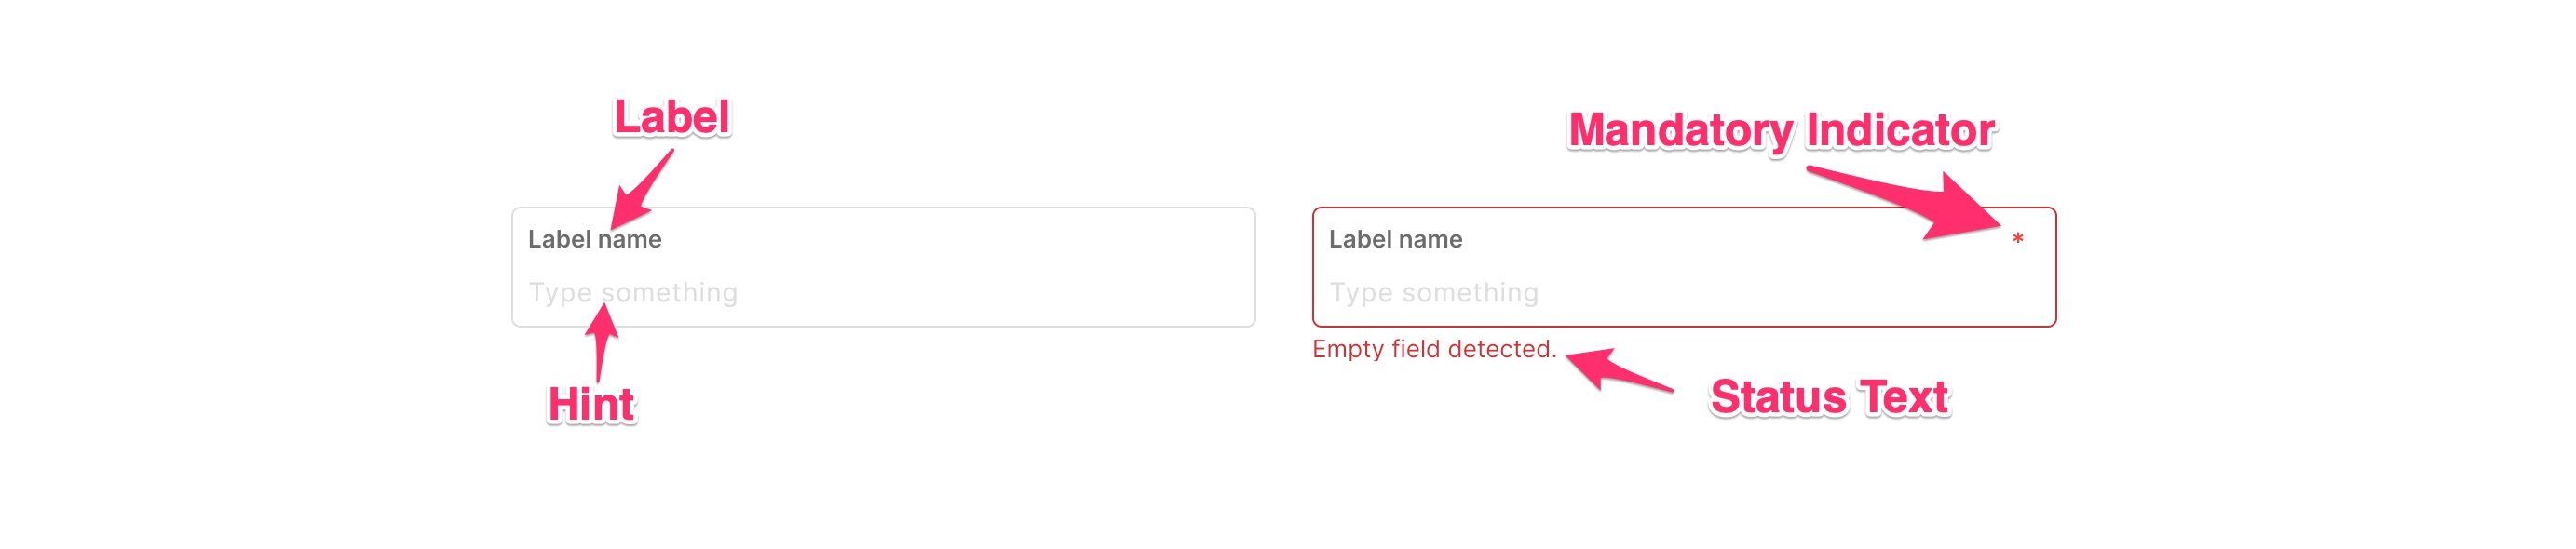 Label
Mandatory Indicator
Label name
Label name
*
Type something
Type something
Empty field detected.
Hint
Status Text